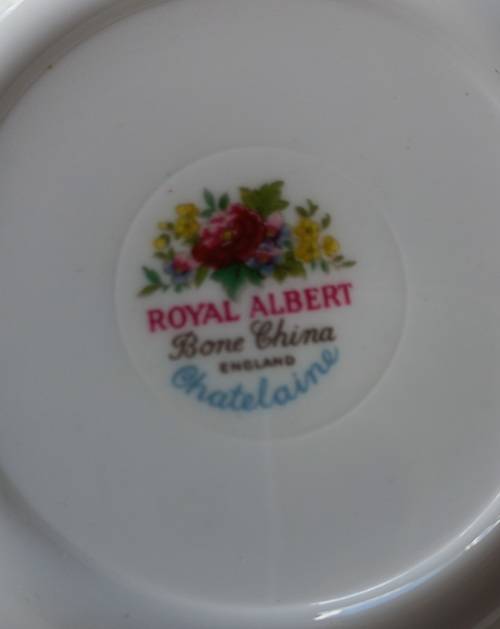 ROYAL ALBERT
Bone China
ENGLAND
Chatelaine